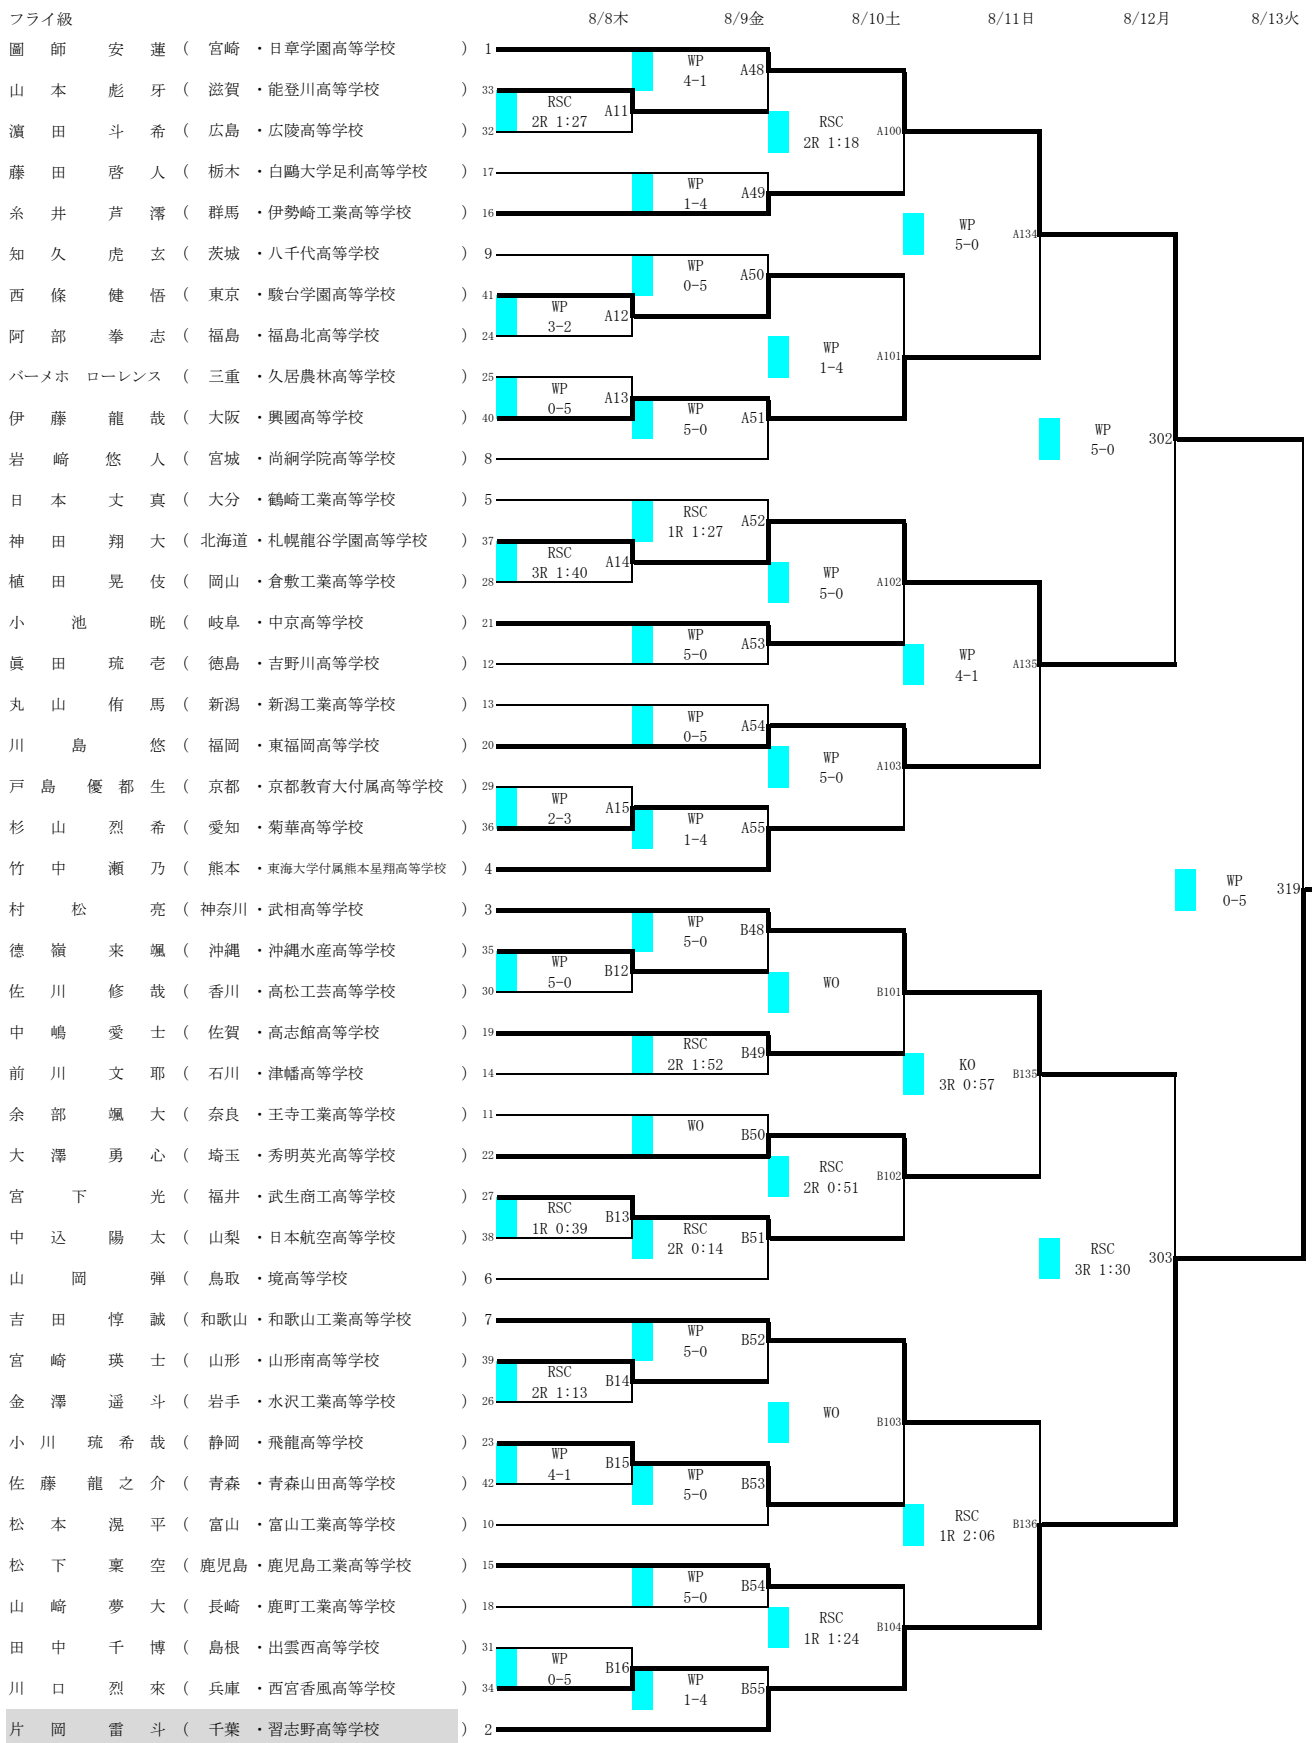 フライ級 8/8木 8/9金 8/10土 8/11日 8/12月 8/13火
圖師 安蓮 ( 宮崎 ・日章学園高等学校 ) 1
WP
4-1 A48
山本 彪牙 ( 滋賀 ・能登川高等学校 ) 33
RSC
2R 1:27 A11
RSC
2R 1:18 A100
濵田 斗希 ( 広島 ・広陵高等学校 ) 32
藤田 啓人 ( 栃木 ・白鷗大学足利高等学校 ) 17
WP
1-4 A49
糸井 芦澪 ( 群馬 ・伊勢崎工業高等学校 ) 16
WP
5-0 A134
知久 虎玄 ( 茨城 ・八千代高等学校 ) 9
WP
0-5 A50
西條 健悟 ( 東京 ・駿台学園高等学校 ) 41
WP
3-2 A12
阿部 拳志 ( 福島 ・福島北高等学校 ) 24
WP
1-4 A101
バーメホ ローレンス ( 三重 ・久居農林高等学校 ) 25
WP
0-5 A13
伊藤 龍哉 ( 大阪 ・興國高等学校 ) 40
WP
5-0 A51
WP
5-0 302
岩﨑 悠人 ( 宮城 ・尚絅学院高等学校 ) 8
日本 丈真 ( 大分 ・鶴崎工業高等学校 ) 5
RSC
1R 1:27 A52
神田 翔大 ( 北海道 ・札幌龍谷学園高等学校 ) 37
RSC
3R 1:40 A14
植田 晃伎 ( 岡山 ・倉敷工業高等学校 ) 28
WP
5-0 A102
小池 晄 ( 岐阜 ・中京高等学校 ) 21
WP
5-0 A53
眞田 琉壱 ( 徳島 ・吉野川高等学校 ) 12
WP
4-1 A135
丸山 侑馬 ( 新潟 ・新潟工業高等学校 ) 13
WP
0-5 A54
川島 悠 ( 福岡 ・東福岡高等学校 ) 20
WP
5-0 A103
戸島 優都生 ( 京都 ・京都教育大付属高等学校 ) 29
WP
2-3 A15
杉山 烈希 ( 愛知 ・菊華高等学校 ) 36
WP
1-4 A55
竹中 瀬乃 ( 熊本 ・東海大学付属熊本星翔高等学校 ) 4
WP
0-5 319
村松 亮 ( 神奈川 ・武相高等学校 ) 3
WP
5-0 B48
德嶺 来颯 ( 沖縄 ・沖縄水産高等学校 ) 35
WP
5-0 B12
佐川 修哉 ( 香川 ・高松工芸高等学校 ) 30
WO B101
中嶋 愛士 ( 佐賀 ・高志館高等学校 ) 19
RSC
2R 1:52 B49
前川 文耶 ( 石川 ・津幡高等学校 ) 14
KO
3R 0:57 B135
余部 颯大 ( 奈良 ・王寺工業高等学校 ) 11
WO B50
大澤 勇心 ( 埼玉 ・秀明英光高等学校 ) 22
RSC
2R 0:51 B102
宮下 光 ( 福井 ・武生商工高等学校 ) 27
RSC
1R 0:39 B13
中込 陽太 ( 山梨 ・日本航空高等学校 ) 38
RSC
2R 0:14 B51
RSC
3R 1:30 303
山岡 弾 ( 鳥取 ・境高等学校 ) 6
吉田 惇誠 ( 和歌山 ・和歌山工業高等学校 ) 7
WP
5-0 B52
宮崎 瑛士 ( 山形 ・山形南高等学校 ) 39
RSC
2R 1:13 B14
金澤 遥斗 ( 岩手 ・水沢工業高等学校 ) 26
WO B103
小川 琉希哉 ( 静岡 ・飛龍高等学校 ) 23
WP
4-1 B15
佐藤 龍之介 ( 青森 ・青森山田高等学校 ) 42
WP
5-0 B53
松本 滉平 ( 富山 ・富山工業高等学校 ) 10
RSC
1R 2:06 B136
松下 稟空 ( 鹿児島 ・鹿児島工業高等学校 ) 15
WP
5-0 B54
山﨑 夢大 ( 長崎 ・鹿町工業高等学校 ) 18
RSC
1R 1:24 B104
田中 千博 ( 島根 ・出雲西高等学校 ) 31
WP
0-5 B16
川口 烈來 ( 兵庫 ・西宮香風高等学校 ) 34
WP
1-4 B55
片岡 雷斗 ( 千葉 ・習志野高等学校 ) 2